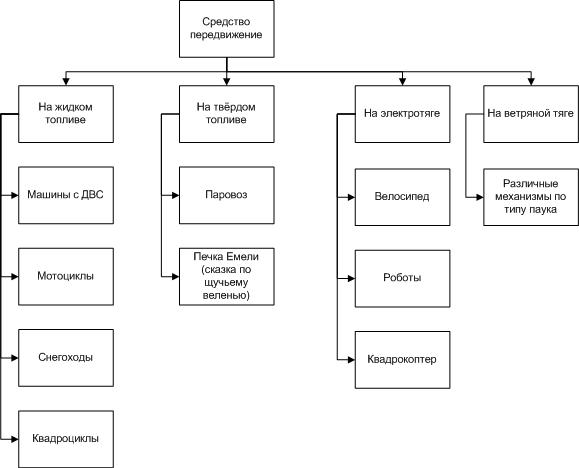 Средство
передвижение
На жидком
топливе
На твёрдом
топливе
На электротяге
На ветряной тяге
Машины с ДВС
Паровоз
Велосипед
Различные
механизмы по
типу паука
Мотоциклы
Печка Емели
(сказка по
щучьему
веленью)
Роботы
Снегоходы
Квадрокоптер
Квадроциклы